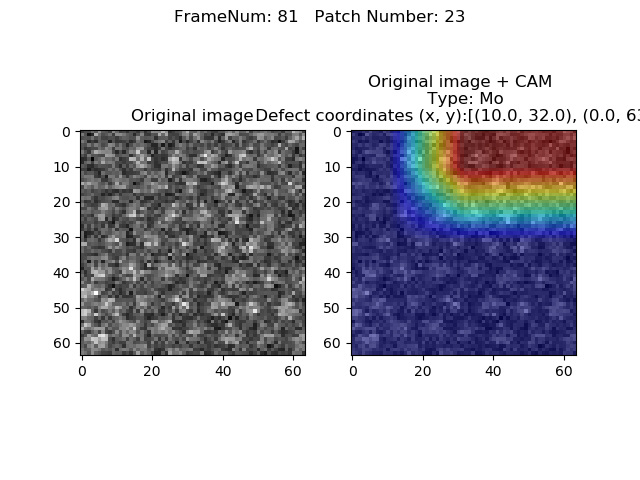 FrameNum: 81   Patch Number: 23
Original image + CAM
Type: Mo
Original image
Defect coordinates (x, y):[(10.0, 32.0), (0.0, 63
0
10
20
30
40
50
60
0 20 40 60
0
10
20
30
40
50
60
0 20 40 60